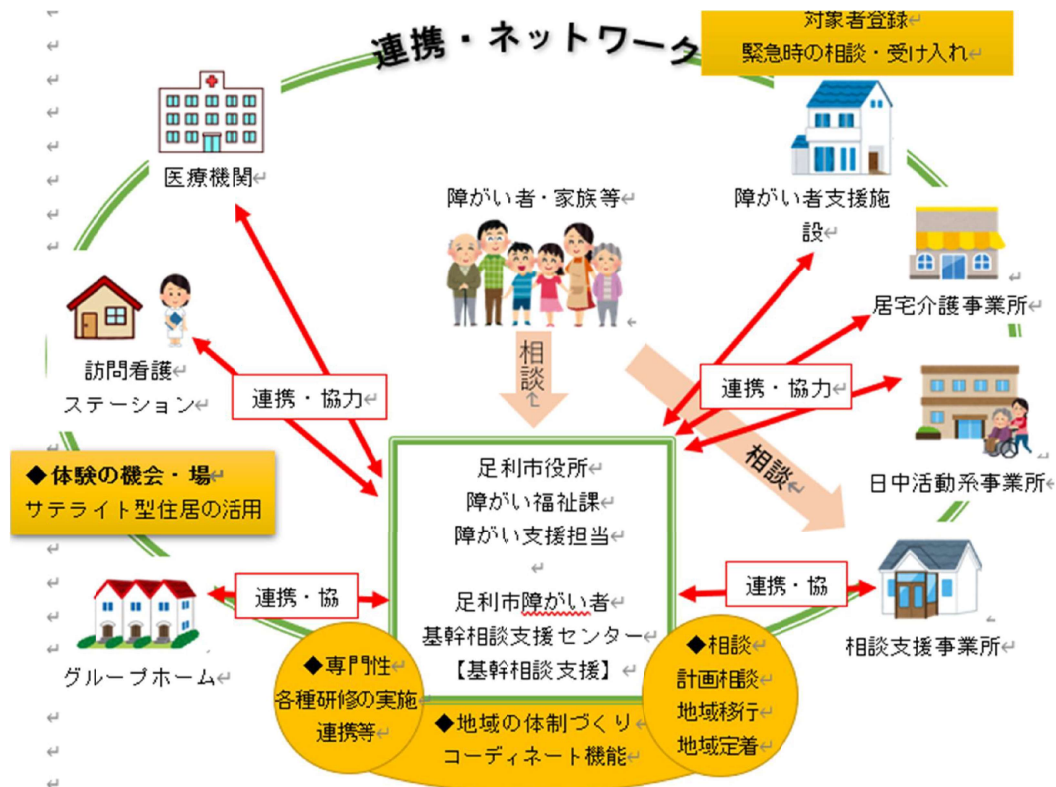 連携・ネットワーク
対象者登録
緊急時の相談・受け入れ
医療機関
障がい者・家族等
障がい者支援施
設
居宅介護事業所
訪問看護
ステーション
相談
連携・協力
連携・協力
日中活動系事業所
◆体験の機会・場
サテライト型住居の活用
相談
足利市役所
障がい福祉課
障がい支援担当
足利市障がい者
基幹相談支援センター
【基幹相談支援】
連携・協
連携・協
グループホーム
相談支援事業所
◆専門性
各種研修の実施
連携等
◆相談
計画相談
地域移行
地域定着
◆地域の体制づくり
コーディネート機能